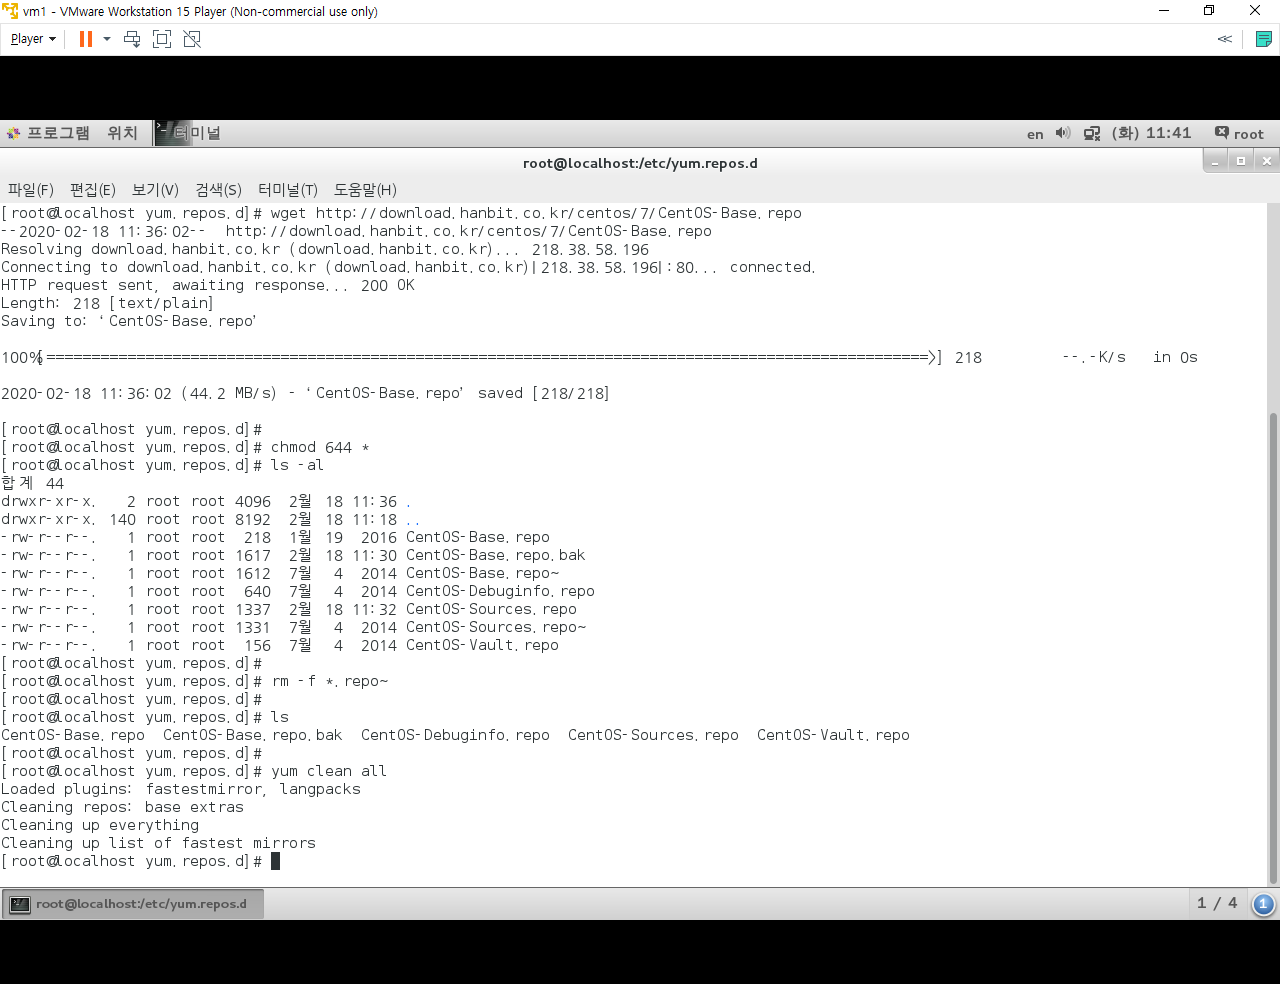 vm1 - VMware Workstation 15 Player (Non-commercial use only)
Player
프로그램 위치 터미널 en (화) 11:41 root
root@localhost:/etc/yum.repos.d
파일(F) 편집(E) 보기(V) 검색(S) 터미널(T) 도움말(H)
[root@localhost yum.repos.d]# wget http://download.hanbit.co.kr/centos/7/CentOS-Base.repo
--2020-02-18 11:36:02-- http://download.hanbit.co.kr/centos/7/CentOS-Base.repo
Resolving download.hanbit.co.kr (download.hanbit.co.kr)... 218.38.58.196
Connecting to download.hanbit.co.kr (download.hanbit.co.kr)|218.38.58.196|:80... connected.
HTTP request sent, awaiting response... 200 OK
Length: 218 [text/plain]
Saving to: ‘CentOS-Base.repo’
100%[==================================================================================================>] 218 --.-K/s in 0s
2020-02-18 11:36:02 (44.2 MB/s) - ‘CentOS-Base.repo’ saved [218/218]
[root@localhost yum.repos.d]#
[root@localhost yum.repos.d]# chmod 644 *
[root@localhost yum.repos.d]# ls -al
합계 44
drwxr-xr-x. 2 root root 4096 2월 18 11:36 .
drwxr-xr-x. 140 root root 8192 2월 18 11:18 ..
-rw-r--r--. 1 root root 218 1월 19 2016 CentOS-Base.repo
-rw-r--r--. 1 root root 1617 2월 18 11:30 CentOS-Base.repo.bak
-rw-r--r--. 1 root root 1612 7월 4 2014 CentOS-Base.repo~
-rw-r--r--. 1 root root 640 7월 4 2014 CentOS-Debuginfo.repo
-rw-r--r--. 1 root root 1337 2월 18 11:32 CentOS-Sources.repo
-rw-r--r--. 1 root root 1331 7월 4 2014 CentOS-Sources.repo~
-rw-r--r--. 1 root root 156 7월 4 2014 CentOS-Vault.repo
[root@localhost yum.repos.d]#
[root@localhost yum.repos.d]# rm -f *.repo~
[root@localhost yum.repos.d]#
[root@localhost yum.repos.d]# ls
CentOS-Base.repo CentOS-Base.repo.bak CentOS-Debuginfo.repo CentOS-Sources.repo CentOS-Vault.repo
[root@localhost yum.repos.d]#
[root@localhost yum.repos.d]# yum clean all
Loaded plugins: fastestmirror, langpacks
Cleaning repos: base extras
Cleaning up everything
Cleaning up list of fastest mirrors
[root@localhost yum.repos.d]#
root@localhost:/etc/yum.repos.d 1 / 4 1